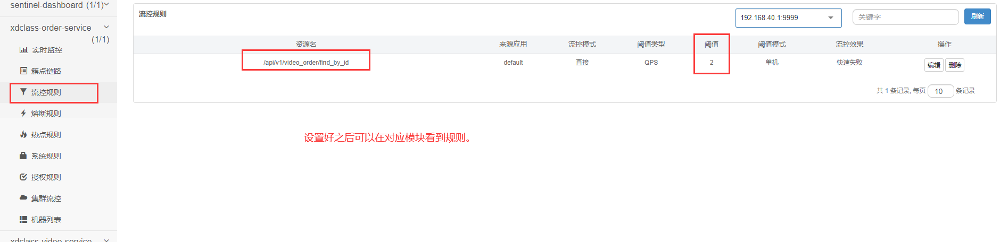 sentinel-dashboard (1/1)
xdclass-order-service
(1/1)
实时监控
簇点链路
流控规则
熔断规则
热点规则
系统规则
授权规则
集群流控
机器列表
xdclass-video-service
流控规则
192.168.40.1:9999
关键字
刷新
资源名 来源应用 流控模式 阈值类型 阈值 阈值模式 流控效果 操作
/api/v1/video_order/find_by_id default 直接 QPS 2 单机 快速失败 编辑 删除
共 1 条记录, 每页 10 条记录
设置好之后可以在对应模块看到规则。